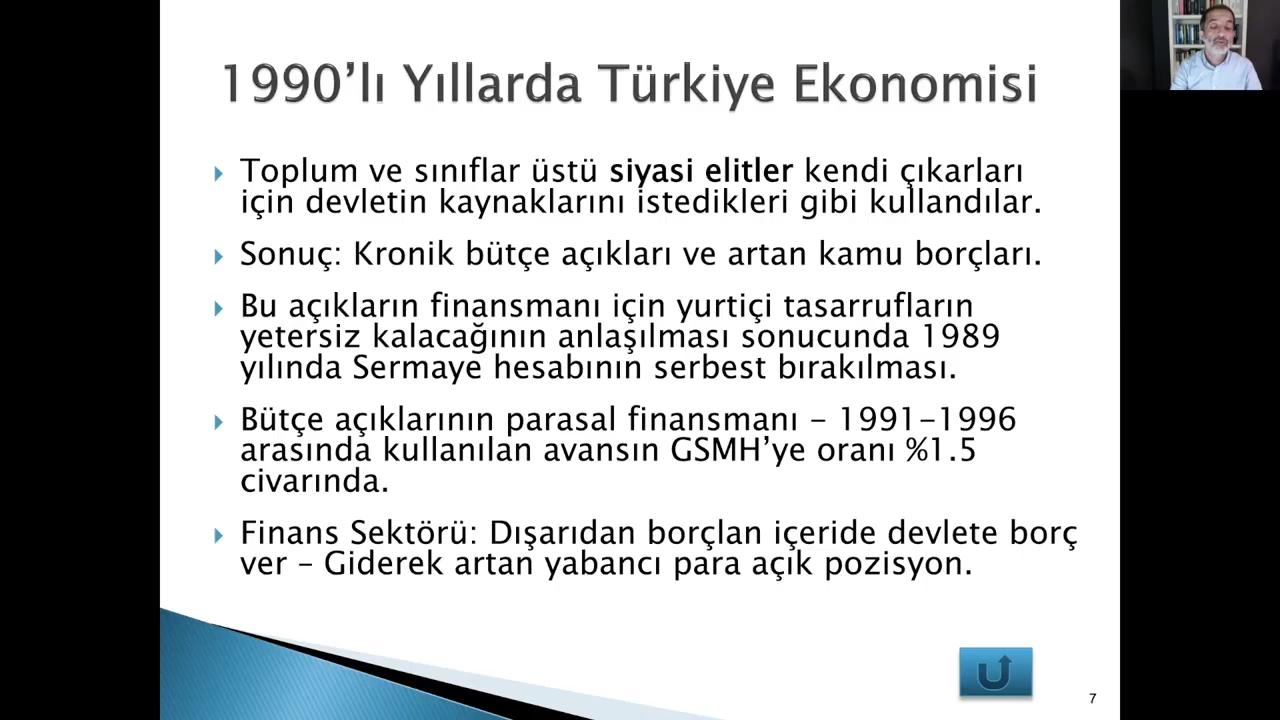 1990’lı Yıllarda Türkiye Ekonomisi
Toplum ve sınıflar üstü siyasi elitler kendi çıkarları
için devletin kaynaklarını istedikleri gibi kullandılar.
Sonuç: Kronik bütçe açıkları ve artan kamu borçları.
Bu açıkların finansmanı için yurtiçi tasarrufların
yetersiz kalacağının anlaşılması sonucunda 1989
yılında Sermaye hesabının serbest bırakılması.
Bütçe açıklarının parasal finansmanı – 1991-1996
arasında kullanılan avansın GSMH’ye oranı %1.5
civarında.
Finans Sektörü: Dışarıdan borçlan içeride devlete borç
ver – Giderek artan yabancı para açık pozisyon.
7